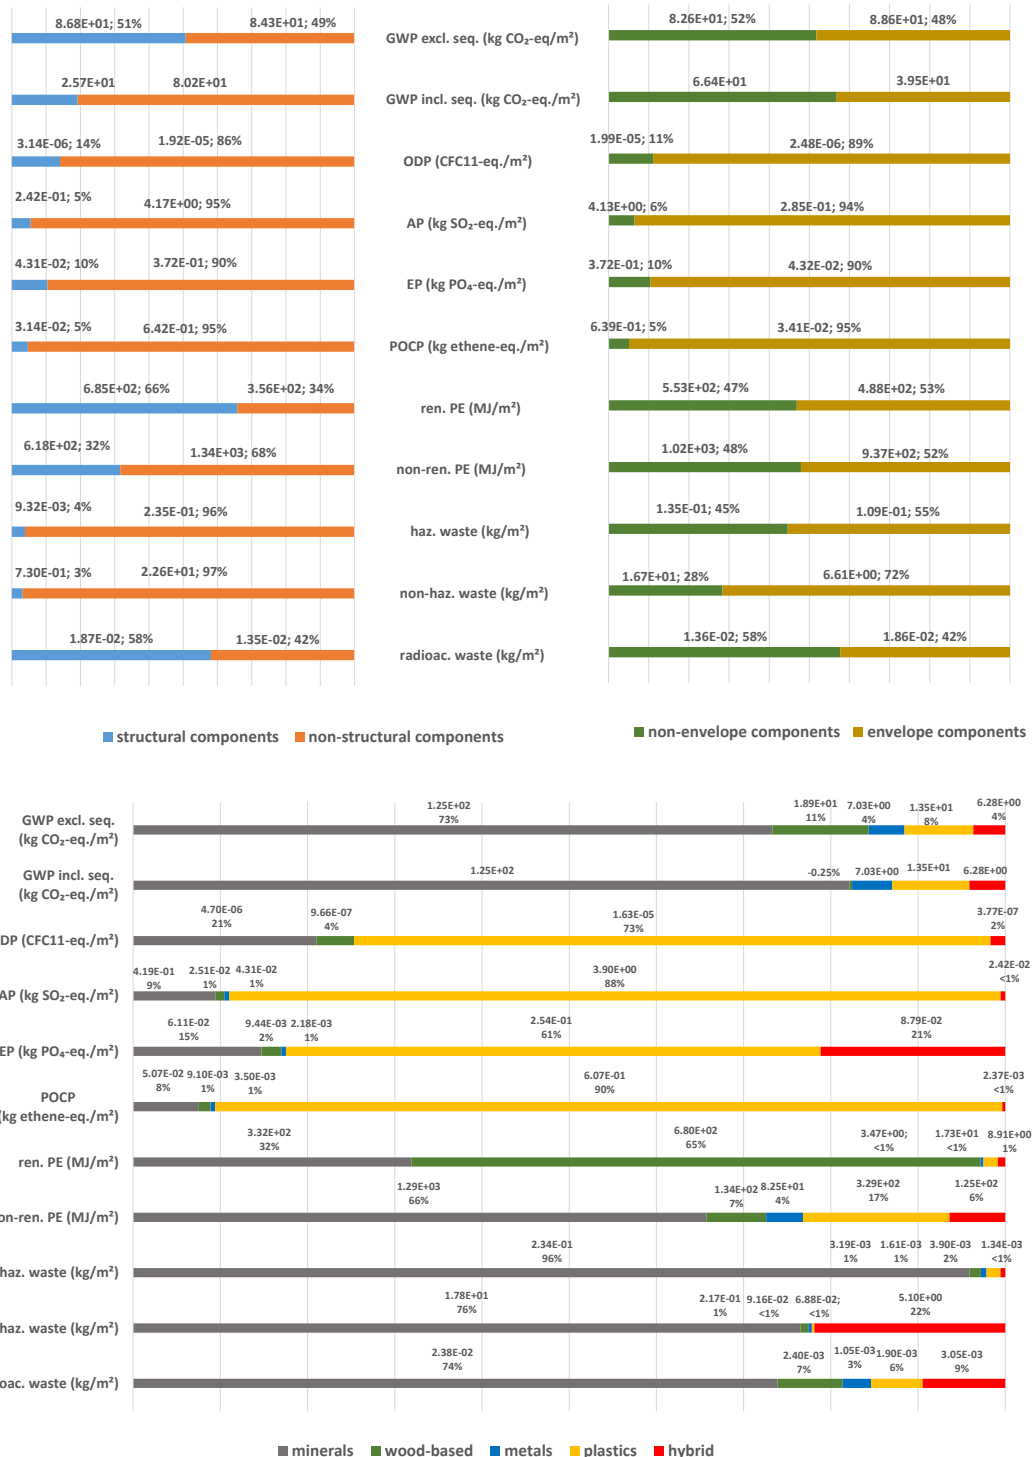 8.68E+01; 51% 8.43E+01; 49% GWP excl. seq. (kg CO₂-eq/m²) 8.26E+01; 52% 8.86E+01; 48%
2.57E+01 8.02E+01 GWP incl. seq. (kg CO₂-eq./m²) 6.64E+01 3.95E+01
3.14E-06; 14% 1.92E-05; 86% ODP (CFC11-eq./m²) 1.99E-05; 11% 2.48E-06; 89%
2.42E-01; 5% 4.17E+00; 95% AP (kg SO₂-eq./m²) 4.13E+00; 6% 2.85E-01; 94%
4.31E-02; 10% 3.72E-01; 90% EP (kg PO₄-eq./m²) 3.72E-01; 10% 4.32E-02; 90%
3.14E-02; 5% 6.42E-01; 95% POCP (kg ethene-eq./m²) 6.39E-01; 5% 3.41E-02; 95%
6.85E+02; 66% 3.56E+02; 34% ren. PE (MJ/m²) 5.53E+02; 47% 4.88E+02; 53%
6.18E+02; 32% 1.34E+03; 68% non-ren. PE (MJ/m²) 1.02E+03; 48% 9.37E+02; 52%
9.32E-03; 4% 2.35E-01; 96% haz. waste (kg/m²) 1.35E-01; 45% 1.09E-01; 55%
7.30E-01; 3% 2.26E+01; 97% non-haz. waste (kg/m²) 1.67E+01; 28% 6.61E+00; 72%
1.87E-02; 58% 1.35E-02; 42% radioac. waste (kg/m²) 1.36E-02; 58% 1.86E-02; 42%
structural components non-structural components non-envelope components envelope components
GWP excl. seq. 1.25E+02 1.89E+01 7.03E+00 1.35E+01 6.28E+00
(kg CO₂-eq./m²) 73% 11% 4% 8% 4%
GWP incl. seq. 1.25E+02 -0.25% 7.03E+00 1.35E+01 6.28E+00
(kg CO₂-eq./m²)
4.70E-06 9.66E-07 1.63E-05 3.77E-07
DP (CFC11-eq./m²) 21% 4% 73% 2%
4.19E-01 2.51E-02 4.31E-02 3.90E+00 2.42E-02
AP (kg SO₂-eq./m²) 9% 1% 1% 88% <1%
6.11E-02 9.44E-03 2.18E-03 2.54E-01 8.79E-02
EP (kg PO₄-eq./m²) 15% 2% 1% 61% 21%
POCP 5.07E-02 9.10E-03 3.50E-03 6.07E-01 2.37E-03
(kg ethene-eq./m²) 8% 1% 1% 90% <1%
3.32E+02 6.80E+02 3.47E+00; 1.73E+01 8.91E+00
ren. PE (MJ/m²) 32% 65% <1% <1% 1%
1.29E+03 1.34E+02 8.25E+01 3.29E+02 1.25E+02
on-ren. PE (MJ/m²) 66% 7% 4% 17% 6%
2.34E-01 3.19E-03 1.61E-03 3.90E-03 1.34E-03
haz. waste (kg/m²) 96% 1% 1% 2% <1%
1.78E+01 2.17E-01 9.16E-02 6.88E-02; 5.10E+00
haz. waste (kg/m²) 76% 1% <1% <1% 22%
2.38E-02 2.40E-03 1.05E-03 1.90E-03 3.05E-03
oac. waste (kg/m²) 74% 7% 3% 6% 9%
minerals wood-based metals plastics hybrid